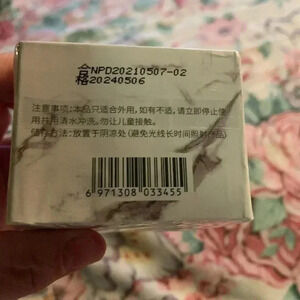 合格 NPD20210507-02
20240506
注意事项:本品只适合外用,如有不适,请立即停止使
用并用清水冲洗,勿让儿童接触。
储存方法:放置于阴凉处(避免光线长时间照射产品)
6 971308 033455